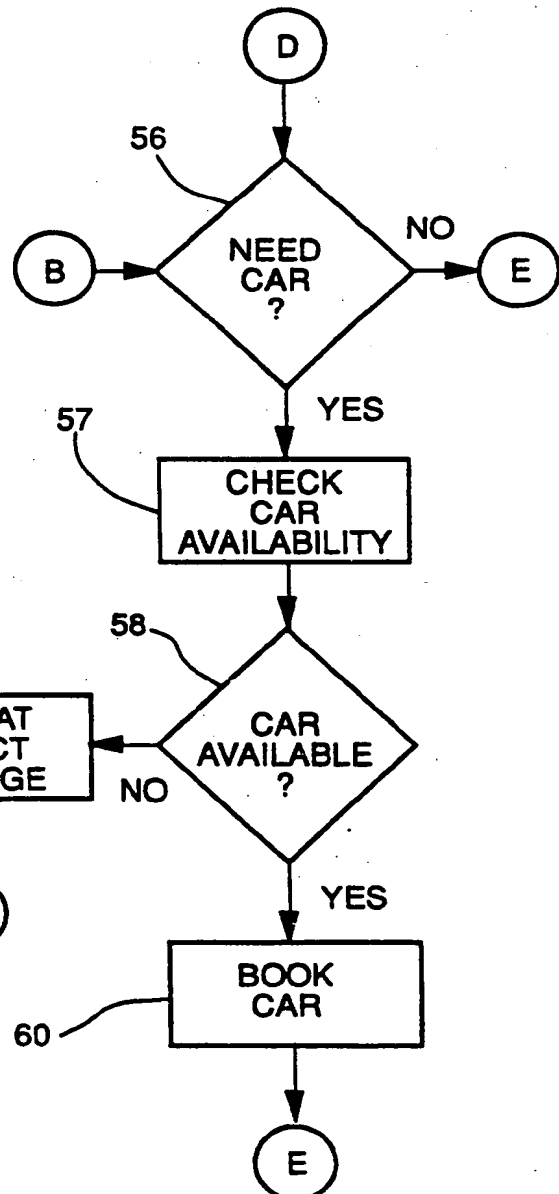 D
56
B
NEED
CAR
?
NO
E
YES
57
CHECK
CAR
AVAILABILITY
58
CAR
AVAILABLE
?
NO
YES
BOOK
CAR
60
E